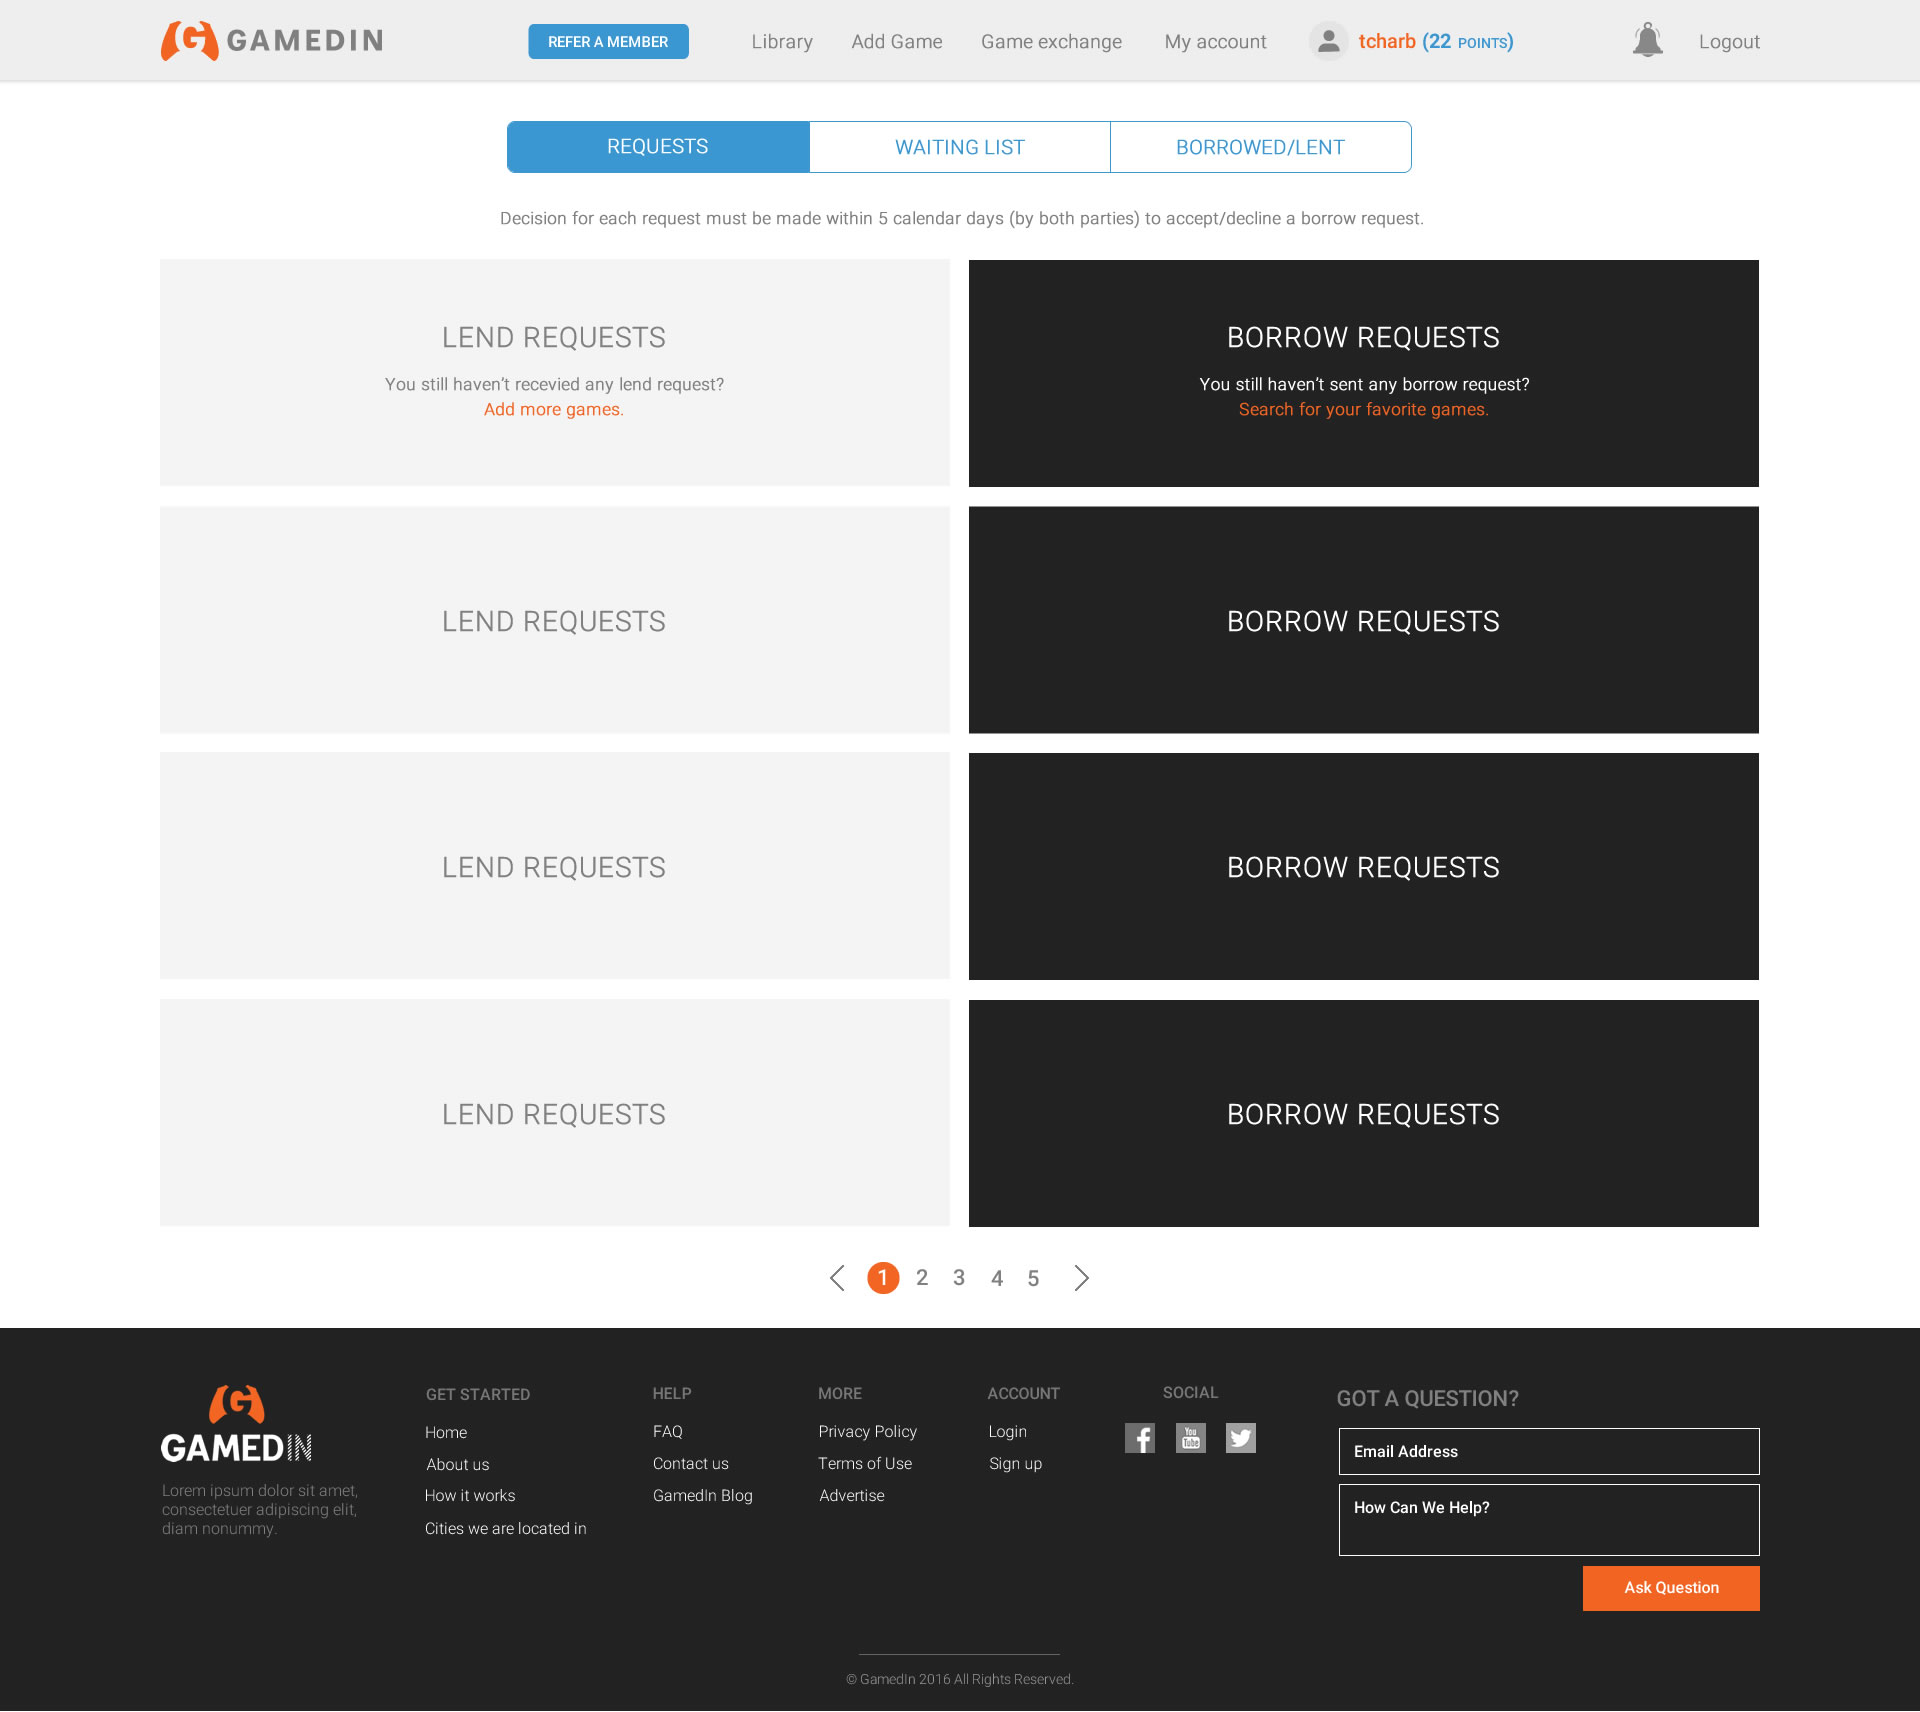 GAMEDIN
REFER A MEMBER
Library
Add Game
Game exchange
My account
tcharb (22 POINTS)
Logout
REQUESTS
WAITING LIST
BORROWED/LENT
Decision for each request must be made within 5 calendar days (by both parties) to accept/decline a borrow request.
LEND REQUESTS
You still haven't recevied any lend request?
Add more games.
BORROW REQUESTS
You still haven't sent any borrow request?
Search for your favorite games.
LEND REQUESTS
BORROW REQUESTS
LEND REQUESTS
BORROW REQUESTS
LEND REQUESTS
BORROW REQUESTS
1 2 3 4 5
GAMEDIN
Lorem ipsum dolor sit amet,
consectetuer adipiscing elit,
diam nonummy.
GET STARTED
Home
About us
How it works
Cities we are located in
HELP
FAQ
Contact us
GamedIn Blog
MORE
Privacy Policy
Terms of Use
Advertise
ACCOUNT
Login
Sign up
SOCIAL
You
Tube
GOT A QUESTION?
Email Address
How Can We Help?
Ask Question
© GamedIn 2016 All Rights Reserved.